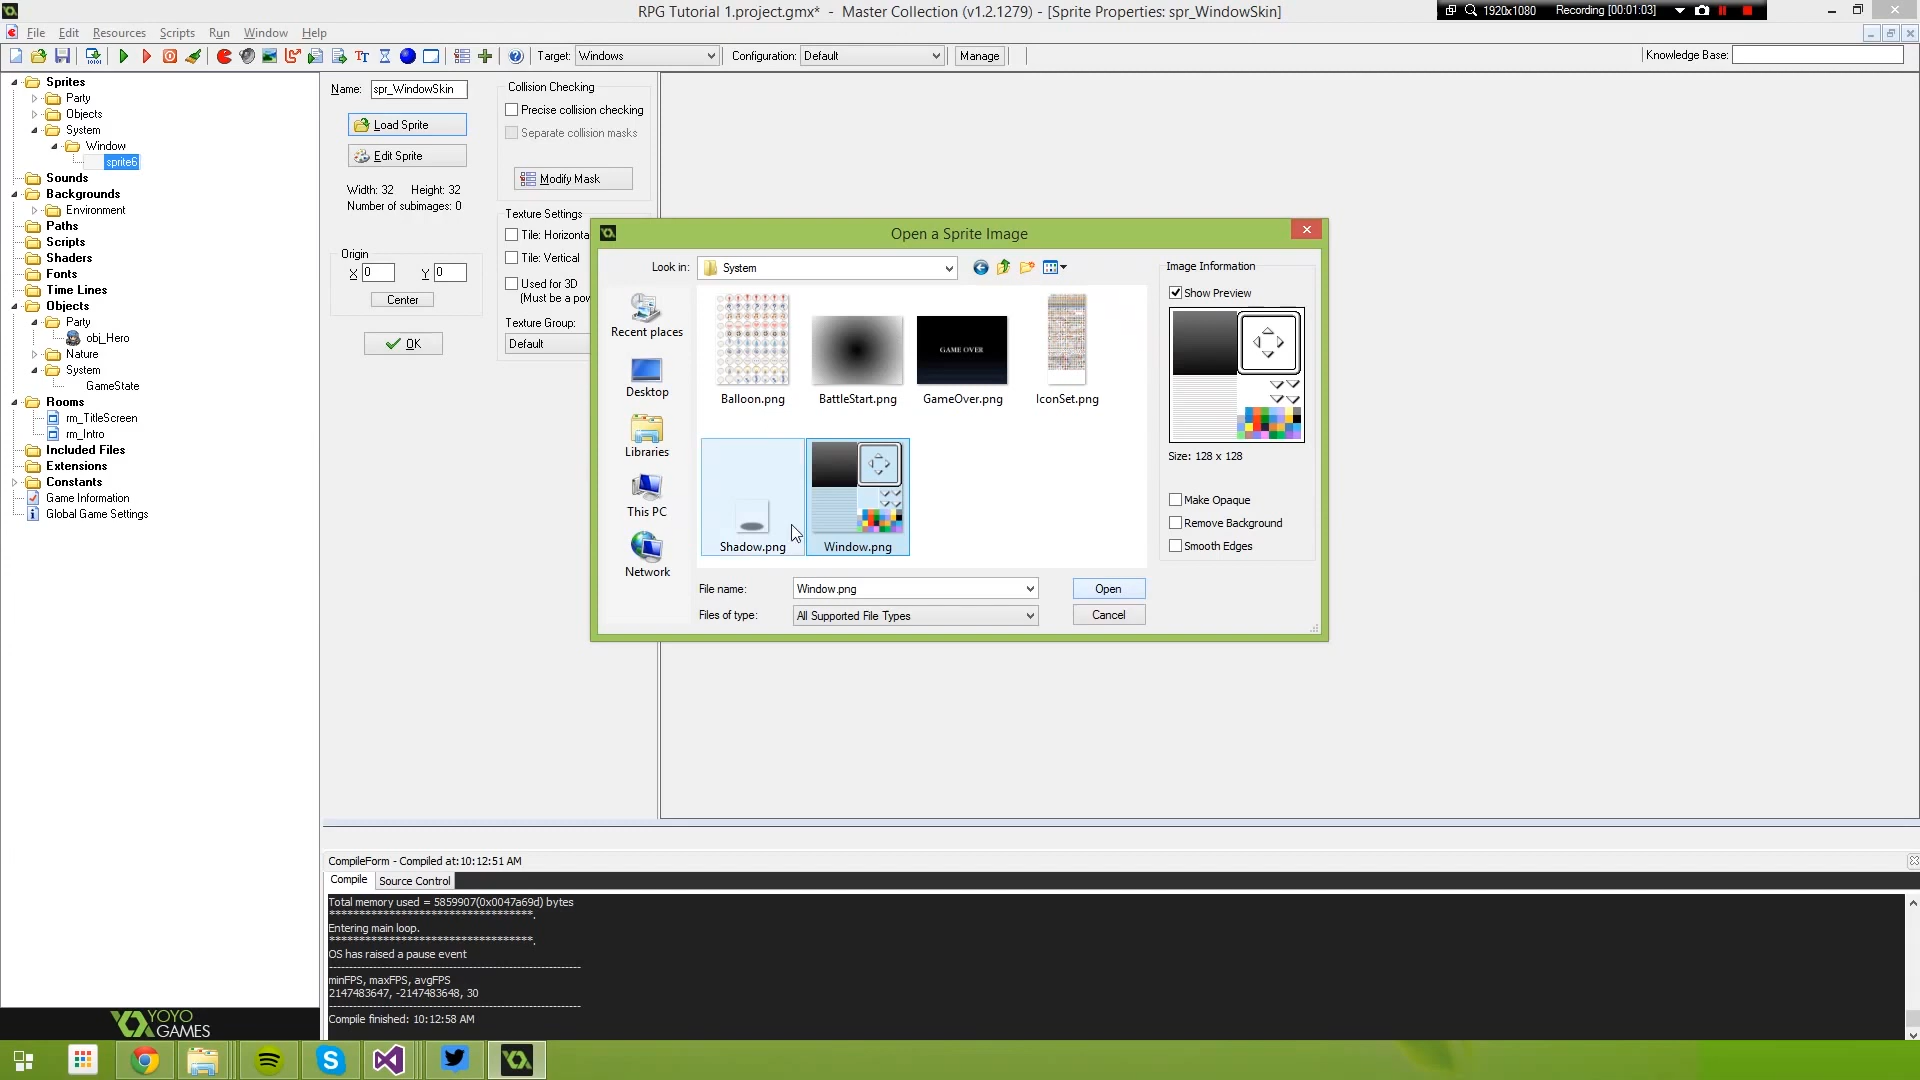 RPG Tutorial 1.project.gmx* - Master Collection (v1.2.1279) - [Sprite Properties: spr_WindowSkin]
1920x1080 Recording [00:01:03]
File Edit Resources Scripts Run Window Help
Target: Windows Configuration: Default Manage Knowledge Base:
Sprites
Party
Objects
System
Window
sprite6
Sounds
Backgrounds
Environment
Paths
Scripts
Shaders
Fonts
Time Lines
Objects
Party
obj_Hero
Nature
System
GameState
Rooms
rm_TitleScreen
rm_Intro
Included Files
Extensions
Constants
Game Information
Global Game Settings
YOYO
GAMES
Name: spr_WindowSkin
Load Sprite
Edit Sprite
Width: 32 Height: 32
Number of subimages: 0
Origin
X 0 Y 0
Center
OK
Collision Checking
Precise collision checking
Separate collision masks
Modify Mask
Texture Settings
Tile: Horizonta
Tile: Vertical
Used for 3D
(Must be a pow
Texture Group:
Default
Open a Sprite Image
Look in: System
Recent places
Desktop
Libraries
This PC
Network
Balloon.png
BattleStart.png
GAME OVER
GameOver.png
IconSet.png
Shadow.png
Window.png
File name: Window.png Open
Files of type: All Supported File Types Cancel
Image Information
Show Preview
Size: 128 x 128
Make Opaque
Remove Background
Smooth Edges
CompileForm - Compiled at:10:12:51 AM
Compile Source Control
Total memory used = 5859907(0x0047a69d) bytes
***********************************.
Entering main loop.
***********************************.
OS has raised a pause event
---------------------------------------------------------------
minFPS, maxFPS, avgFPS
2147483647, -2147483648, 30
---------------------------------------------------------------
Compile finished: 10:12:58 AM